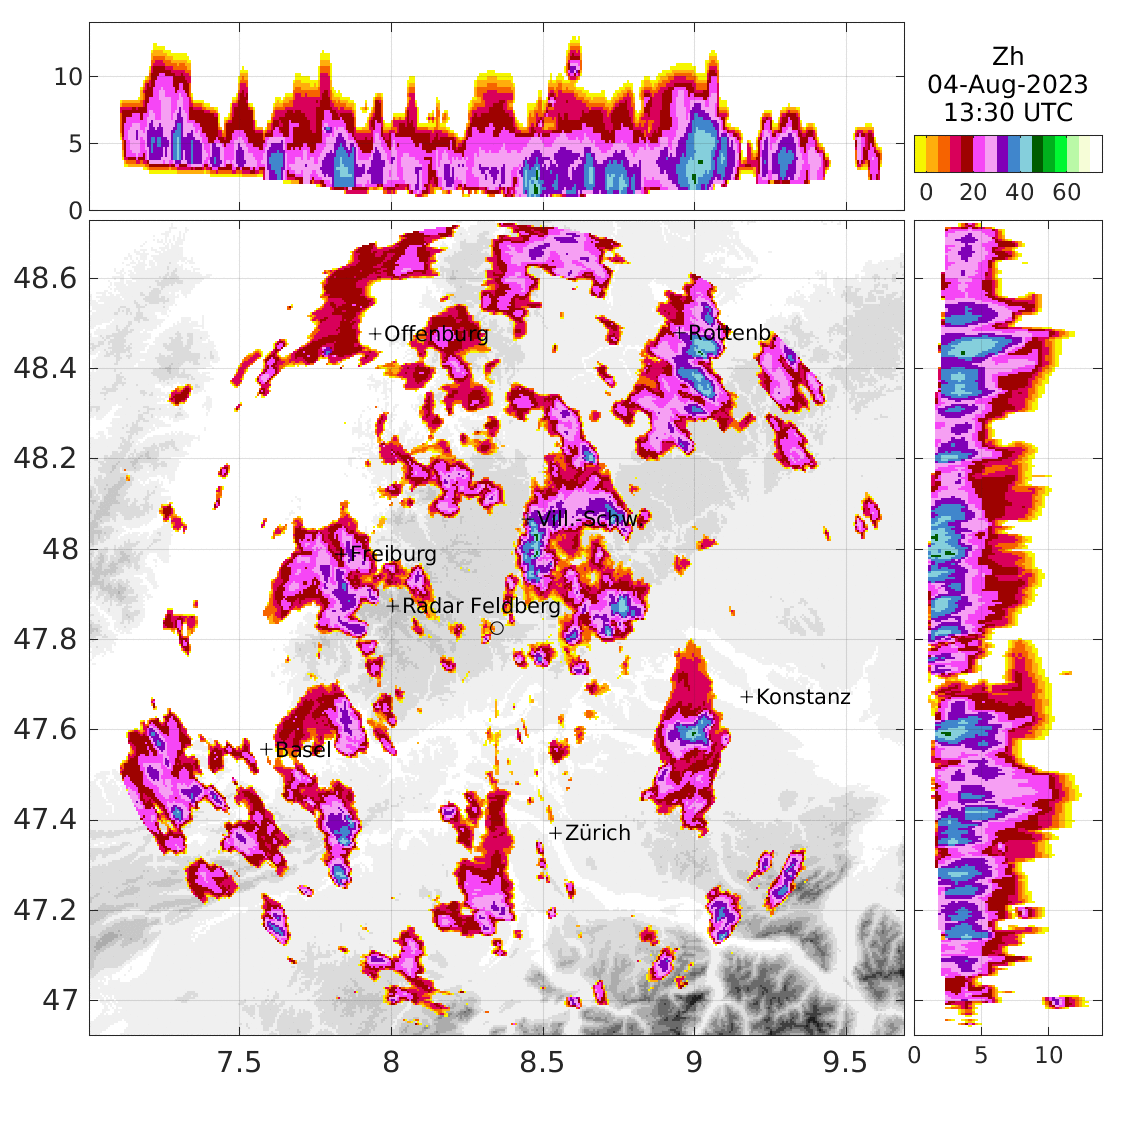 10
5
0
Zh
04-Aug-2023
13:30 UTC
0 20 40 60
48.6
48.4
48.2
48
47.8
47.6
47.4
47.2
47
Offenburg
Rottenb.
Vill.-Schw.
Freiburg
Radar Feldberg
Konstanz
Basel
Zürich
7.5 8 8.5 9 9.5
0 5 10